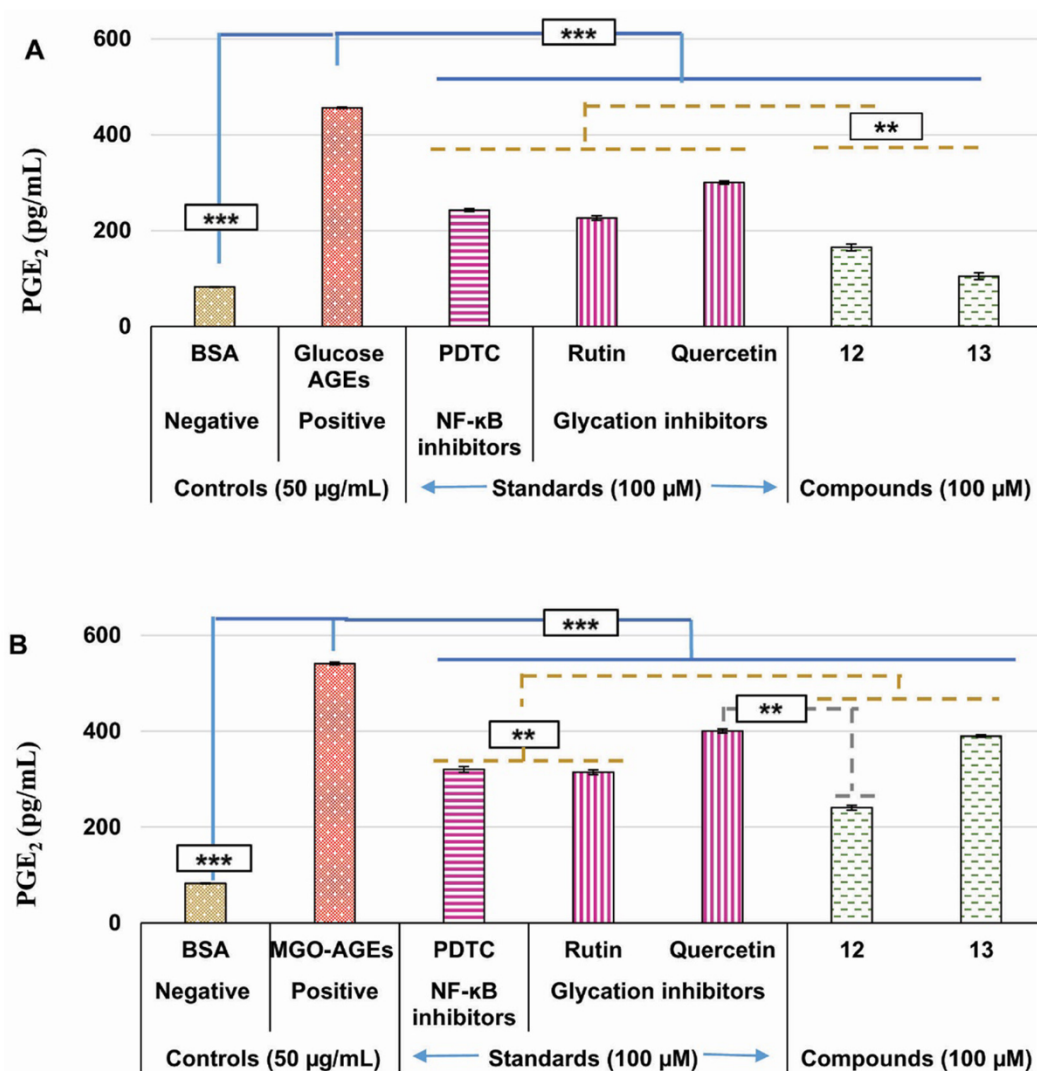 A
600
***
400
**
PGE₂ (pg/mL)
***
200
0
BSA Glucose AGEs PDTC Rutin Quercetin 12 13
Negative Positive NF-κB inhibitors Glycation inhibitors
Controls (50 µg/mL) Standards (100 µM) Compounds (100 µM)
B
600
***
**
**
400
PGE₂ (pg/mL)
200
***
0
BSA MGO-AGEs PDTC Rutin Quercetin 12 13
Negative Positive NF-κB inhibitors Glycation inhibitors
Controls (50 µg/mL) Standards (100 µM) Compounds (100 µM)